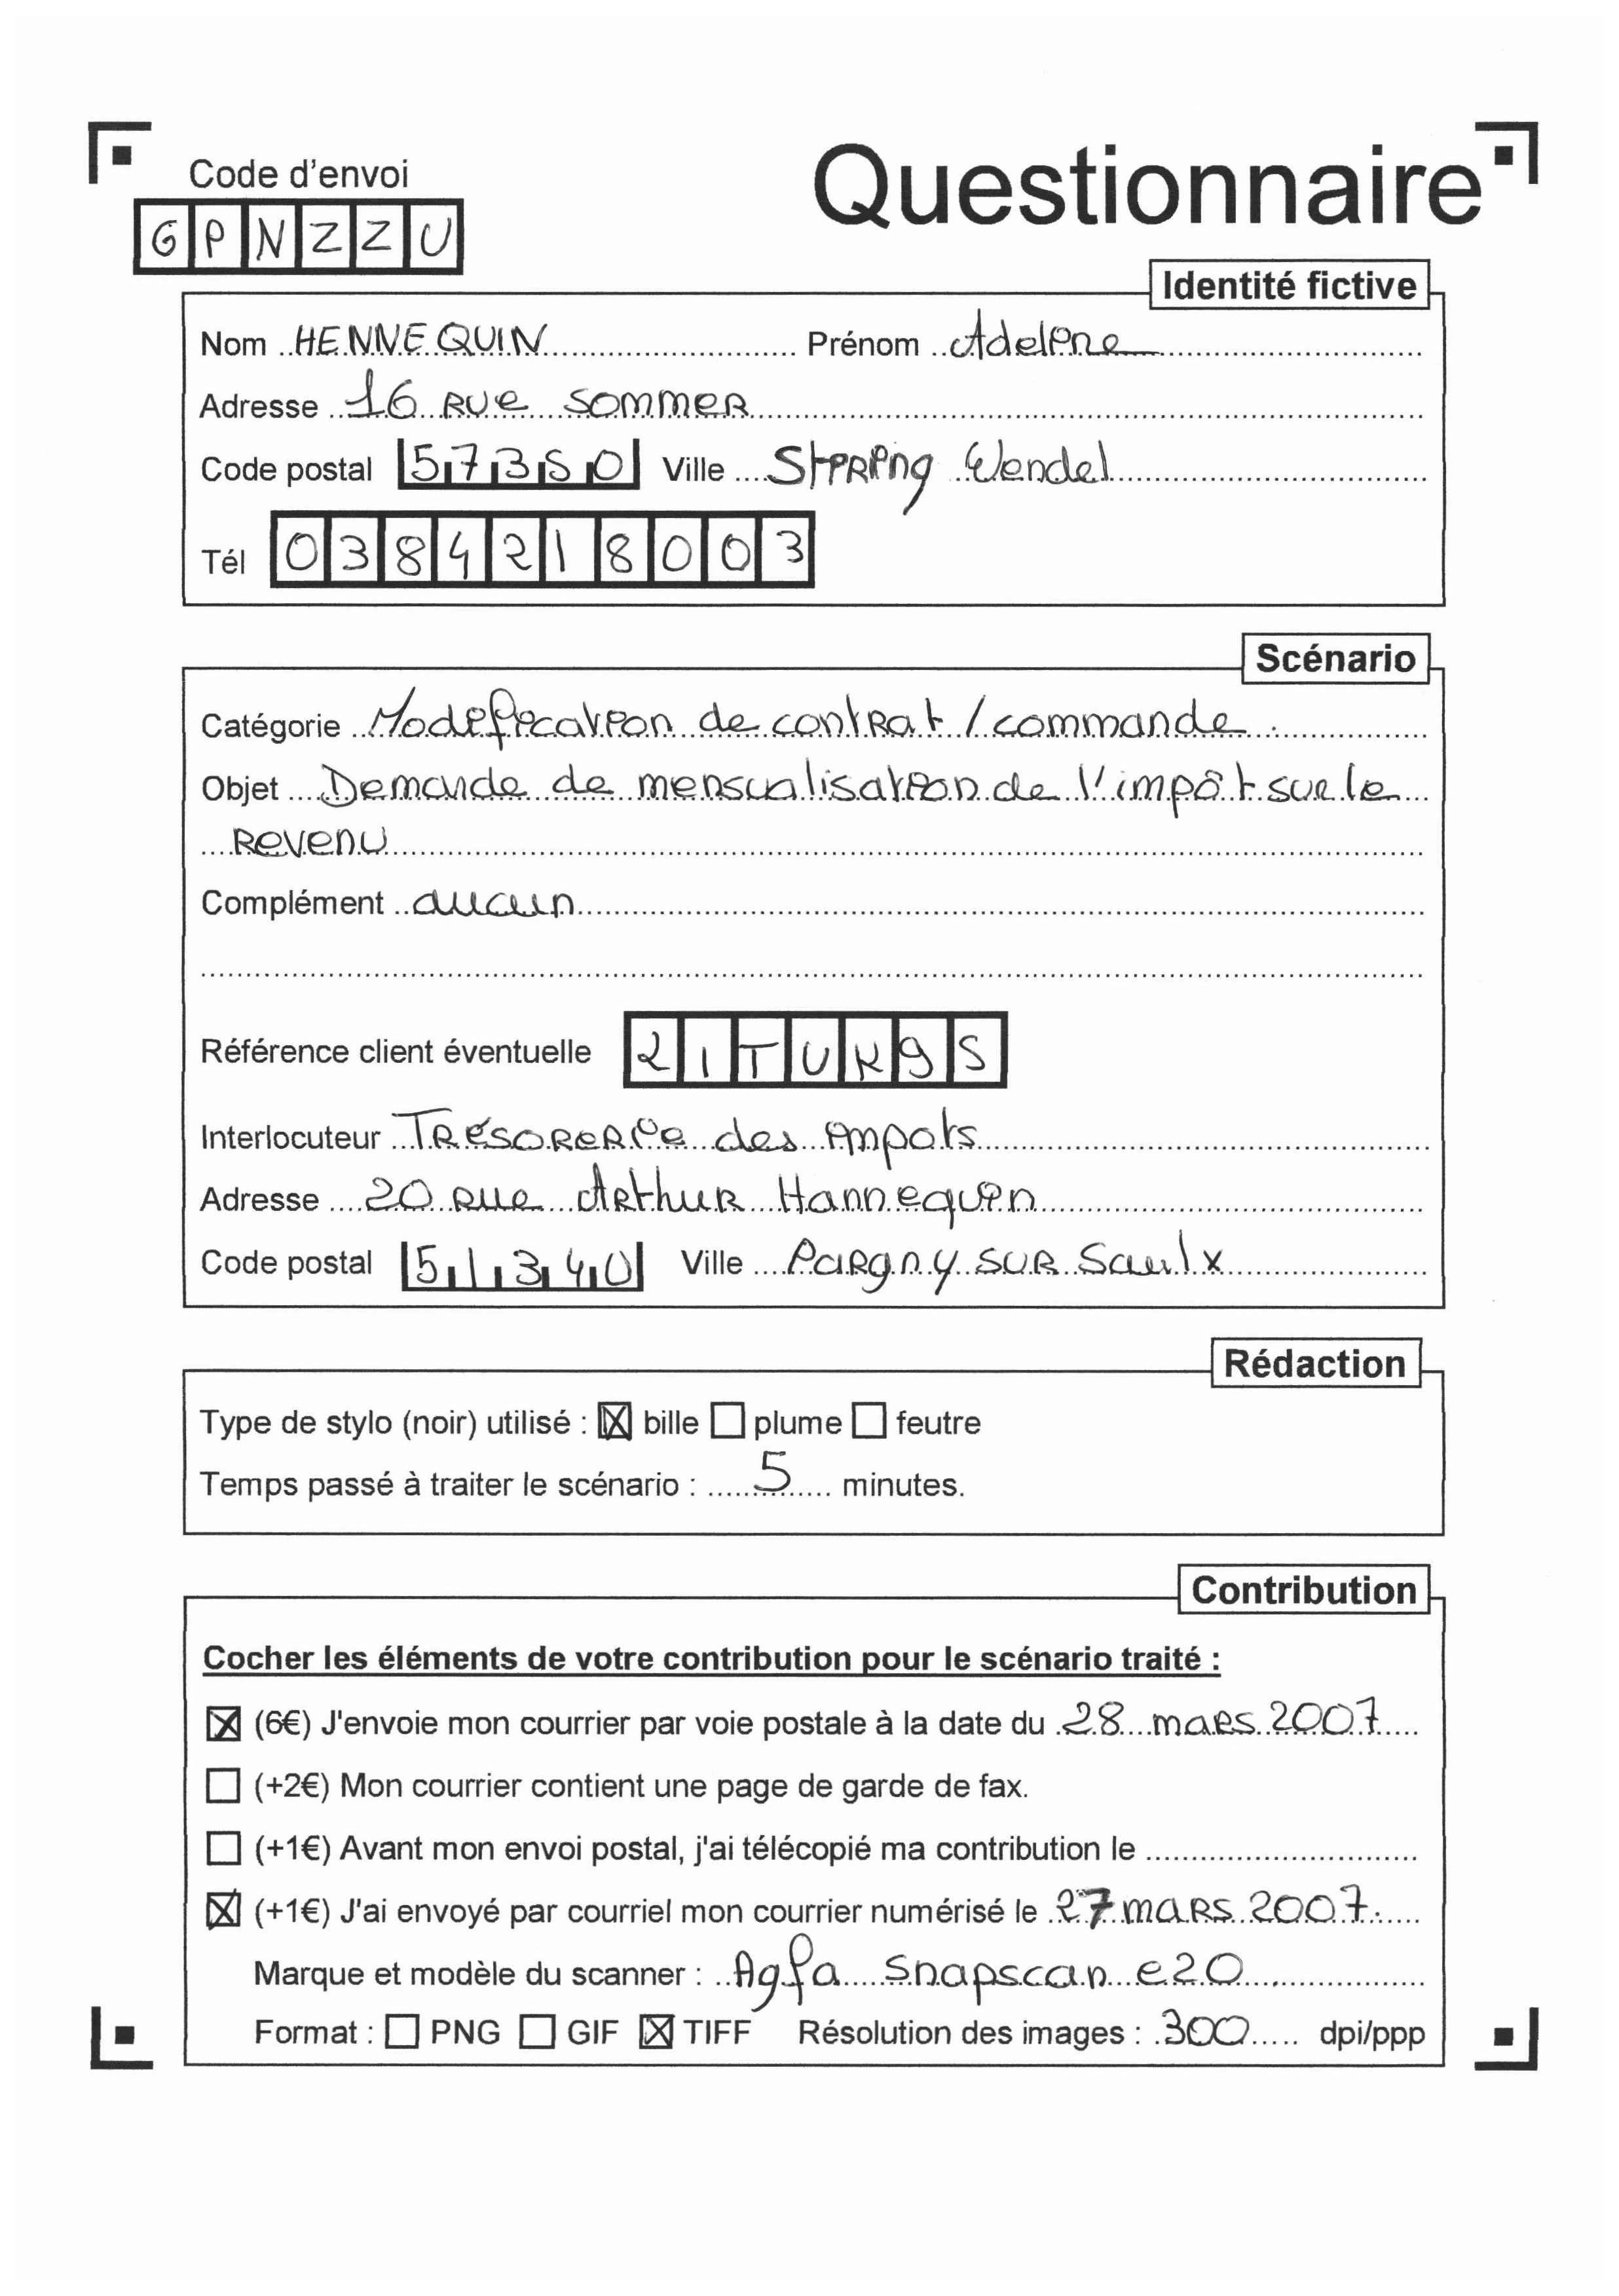 Code d'envoi
Questionnaire
GPNZZU
Identité fictive
Nom HENNEQUIN Prénom Adeline
Adresse 16 RUE SOMMER
Code postal 57350 Ville Stiring Wendel
Tél 0384218003
Scénario
Catégorie Modification de contrat / commande
Objet Demande de mensualisation de l'impôt sur le
Revenu
Complément aucun
Référence client éventuelle 2ITUK9S
Interlocuteur TRÉSORERIE des impots
Adresse 20 rue Arthur Hannequin
Code postal 51340 Ville Pargny sur Saulx
Rédaction
Type de stylo (noir) utilisé : ☒ bille ☐ plume ☐ feutre
Temps passé à traiter le scénario : 5 minutes.
Contribution
Cocher les éléments de votre contribution pour le scénario traité :
☒ (6€) J'envoie mon courrier par voie postale à la date du 28 mars 2007
☐ (+2€) Mon courrier contient une page de garde de fax.
☐ (+1€) Avant mon envoi postal, j'ai télécopié ma contribution le
☒ (+1€) J'ai envoyé par courriel mon courrier numérisé le 27 mars 2007.
Marque et modèle du scanner : Agfa snapscan e20
Format : ☐ PNG ☐ GIF ☒ TIFF Résolution des images : 300 dpi/ppp